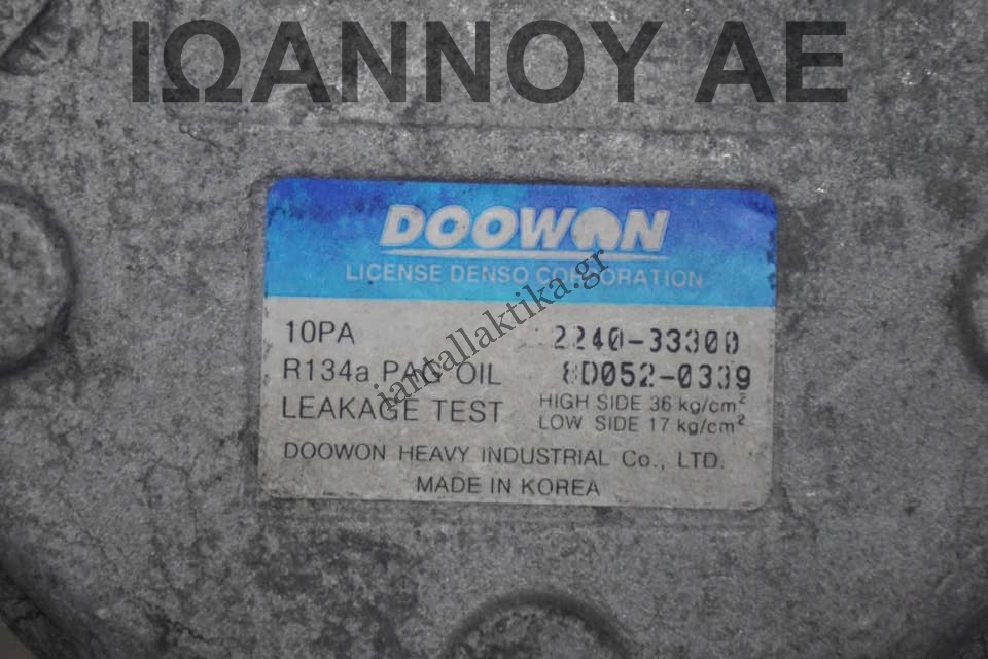 ΙΩΑΝΝΟΥ ΑΕ
DOOWON
LICENSE DENSO CORPORATION
10PA 2240-33300
R134a PAG OIL 8D052-0339
LEAKAGE TEST HIGH SIDE 36 kg/cm²
LOW SIDE 17 kg/cm²
DOOWON HEAVY INDUSTRIAL Co., LTD.
MADE IN KOREA
iantallaktika.gr